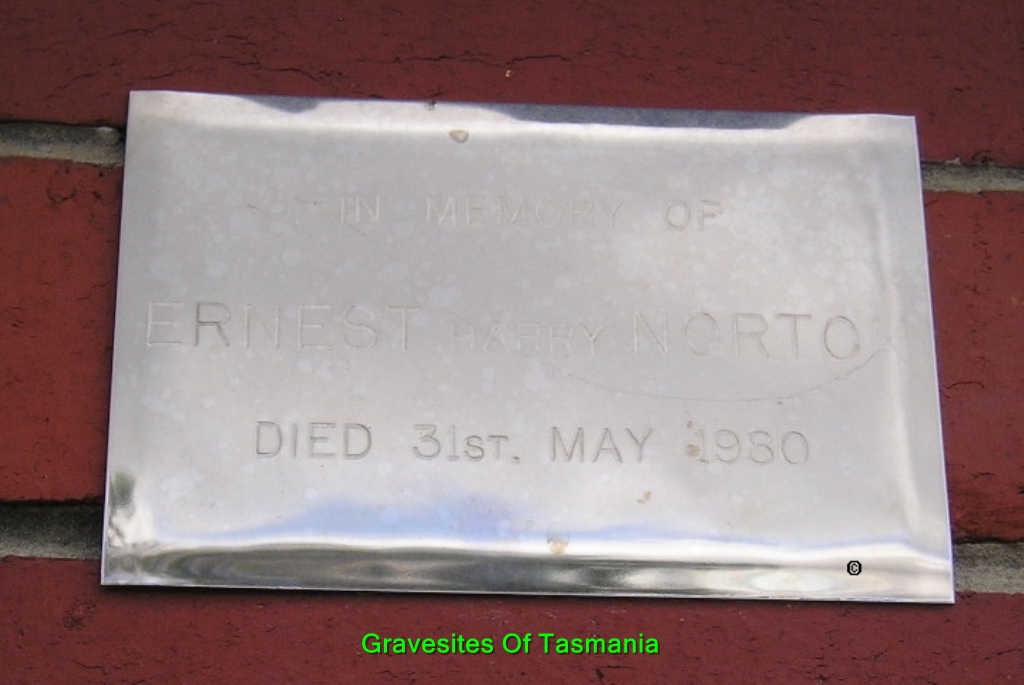 IN MEMORY OF
ERNEST HARRY NORTO
DIED 31ST. MAY 1980
©
Gravesites Of Tasmania